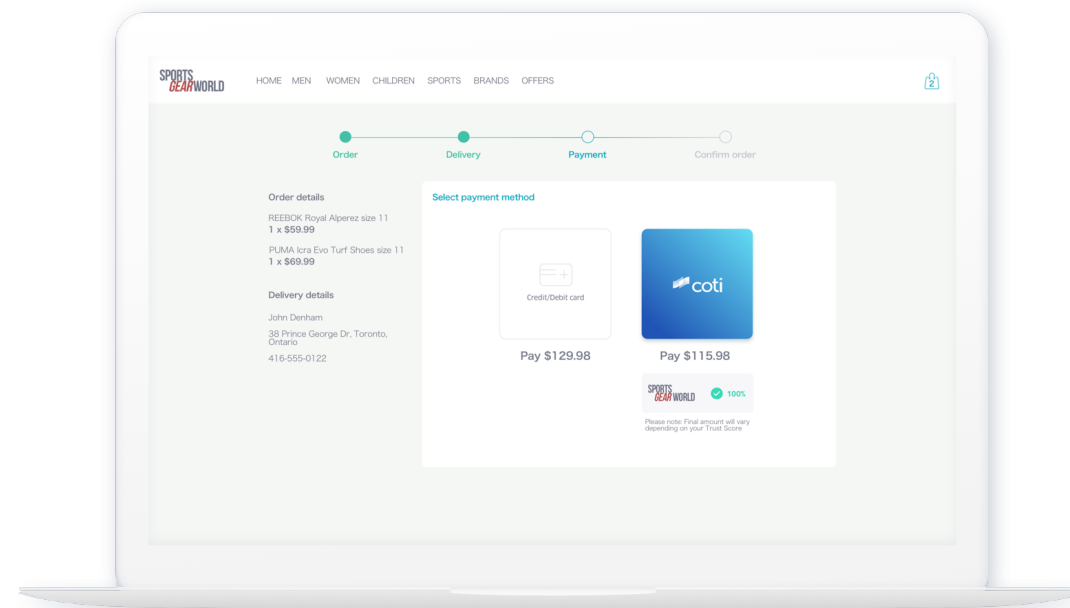 SPORTS
GEARWORLD
HOME MEN WOMEN CHILDREN SPORTS BRANDS OFFERS
2
Order Delivery Payment Confirm order
Order details
REEBOK Royal Alperez size 11
1 x $59.99
PUMA Icra Evo Turf Shoes size 11
1 x $69.99
Delivery details
John Denham
38 Prince George Dr, Toronto,
Ontario
416-555-0122
Select payment method
Credit/Debit card
coti
Pay $129.98 Pay $115.98
SPORTS
GEAR WORLD 100%
Please note: Final amount will vary
depending on your Trust Score